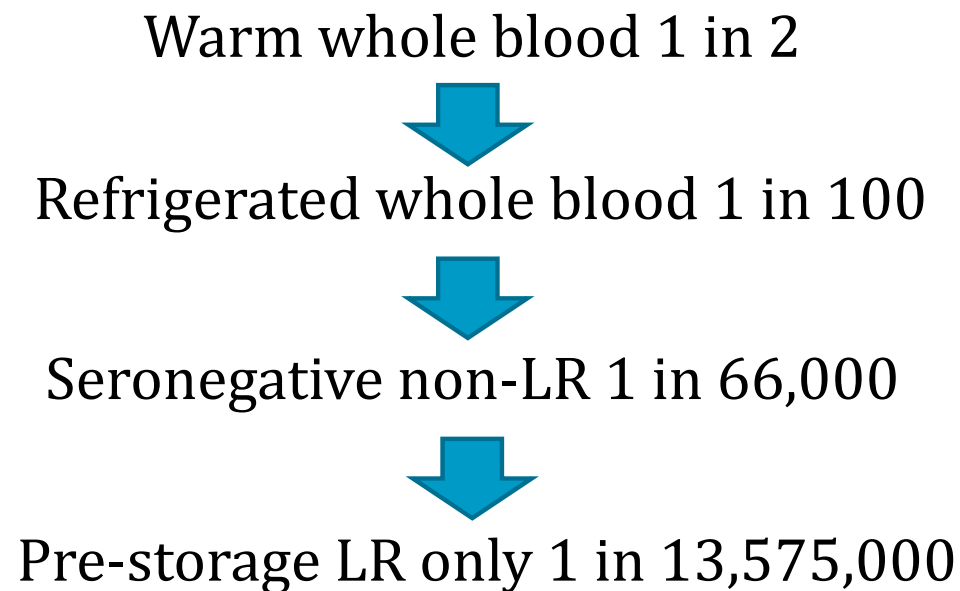 Warm whole blood 1 in 2
Refrigerated whole blood 1 in 100
Seronegative non-LR 1 in 66,000
Pre-storage LR only 1 in 13,575,000